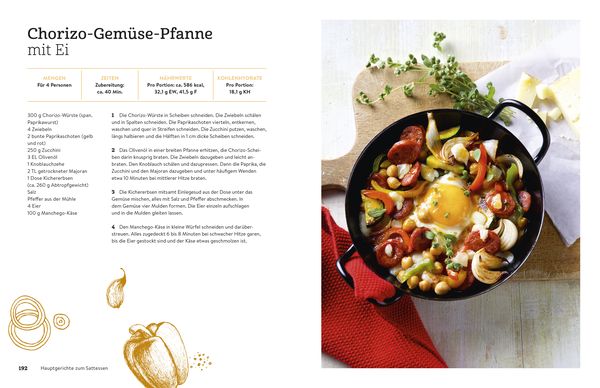 Chorizo-Gemüse-Pfanne
mit Ei
MENGEN
Für 4 Personen
ZEITEN
Zubereitung:
ca. 40 Min.
NÄHRWERTE
Pro Portion: ca. 586 kcal,
32,1 g EW, 41,5 g F
KOHLENHYDRATE
Pro Portion:
18,1 g KH
300 g Chorizo-Würste (span.
Paprikawurst)
4 Zwiebeln
2 bunte Paprikaschoten (gelb
und rot)
250 g Zucchini
3 EL Olivenöl
1 Knoblauchzehe
2 TL getrockneter Majoran
1 Dose Kichererbsen
(ca. 260 g Abtropfgewicht)
Salz
Pfeffer aus der Mühle
4 Eier
100 g Manchego-Käse
1 Die Chorizo-Würste in Scheiben schneiden. Die Zwiebeln schälen
und in Spalten schneiden. Die Paprikaschoten vierteln, entkernen,
waschen und quer in Streifen schneiden. Die Zucchini putzen, waschen,
längs halbieren und die Hälften in 1 cm dicke Scheiben schneiden.
2 Das Olivenöl in einer breiten Pfanne erhitzen, die Chorizo-Schei-
ben darin knusprig braten. Die Zwiebeln dazugeben und leicht an-
braten. Den Knoblauch schälen und dazupressen. Dann die Paprika, die
Zucchini und den Majoran dazugeben und unter häufigem Wenden
etwa 10 Minuten bei mittlerer Hitze braten.
3 Die Kichererbsen mitsamt Einlegesud aus der Dose unter das
Gemüse mischen, alles mit Salz und Pfeffer abschmecken. In
dem Gemüse vier Mulden formen. Die Eier einzeln aufschlagen
und in die Mulden gleiten lassen.
4 Den Manchego-Käse in kleine Würfel schneiden und darüber-
streuen. Alles zugedeckt 6 bis 8 Minuten bei schwacher Hitze garen,
bis die Eier gestockt sind und der Käse etwas geschmolzen ist.
192 Hauptgerichte zum Sattessen